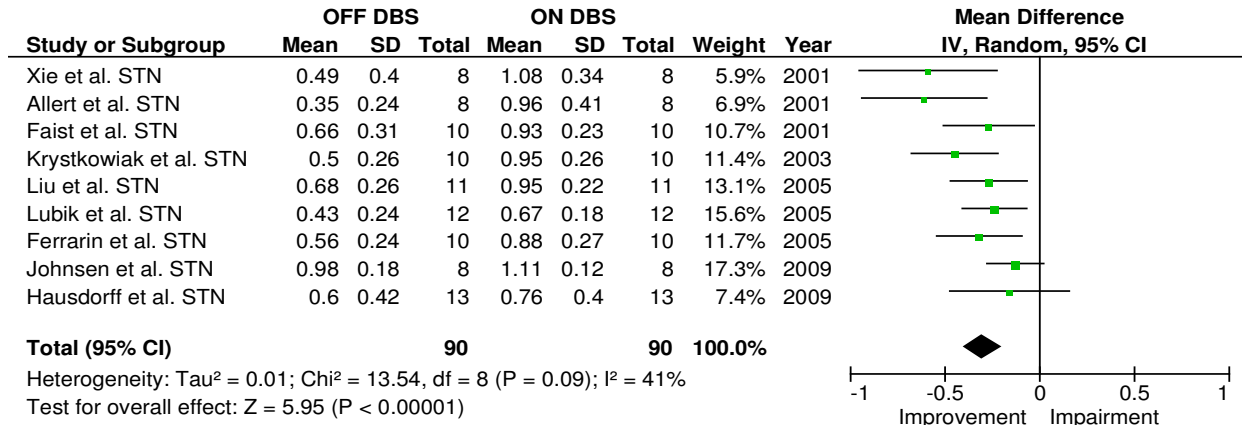 OFF DBS ON DBS Mean Difference
Study or Subgroup Mean SD Total Mean SD Total Weight Year IV, Random, 95% CI
Xie et al. STN 0.49 0.4 8 1.08 0.34 8 5.9% 2001
Allert et al. STN 0.35 0.24 8 0.96 0.41 8 6.9% 2001
Faist et al. STN 0.66 0.31 10 0.93 0.23 10 10.7% 2001
Krystkowiak et al. STN 0.5 0.26 10 0.95 0.26 10 11.4% 2003
Liu et al. STN 0.68 0.26 11 0.95 0.22 11 13.1% 2005
Lubik et al. STN 0.43 0.24 12 0.67 0.18 12 15.6% 2005
Ferrarin et al. STN 0.56 0.24 10 0.88 0.27 10 11.7% 2005
Johnsen et al. STN 0.98 0.18 8 1.11 0.12 8 17.3% 2009
Hausdorff et al. STN 0.6 0.42 13 0.76 0.4 13 7.4% 2009
Total (95% CI) 90 90 100.0%
Heterogeneity: Tau² = 0.01; Chi² = 13.54, df = 8 (P = 0.09); I² = 41%
Test for overall effect: Z = 5.95 (P < 0.00001)
-1 -0.5 0 0.5 1
Improvement Impairment